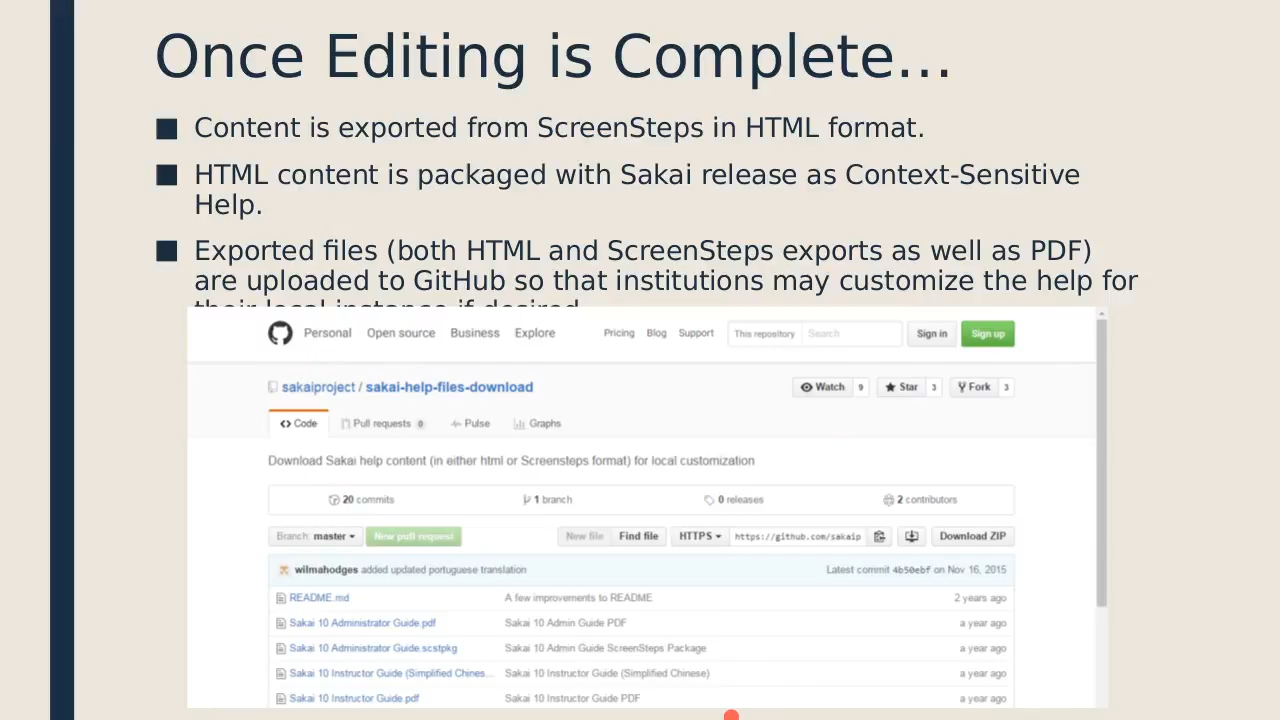 Once Editing is Complete…
■ Content is exported from ScreenSteps in HTML format.
■ HTML content is packaged with Sakai release as Context-Sensitive
Help.
■ Exported files (both HTML and ScreenSteps exports as well as PDF)
are uploaded to GitHub so that institutions may customize the help for
their local instance if desired
Personal Open source Business Explore Pricing Blog Support This repository Search Sign in Sign up
sakaiproject / sakai-help-files-download Watch 9 Star 3 Fork 3
Code Pull requests 0 Pulse Graphs
Download Sakai help content (in either html or Screensteps format) for local customization
20 commits 1 branch 0 releases 2 contributors
Branch: master New pull request New file Find file HTTPS https://github.com/sakaip Download ZIP
wilmahodges added updated portuguese translation Latest commit 4b50ebf on Nov 16, 2015
README.md A few improvements to README 2 years ago
Sakai 10 Administrator Guide.pdf Sakai 10 Admin Guide PDF a year ago
Sakai 10 Administrator Guide.scstpkg Sakai 10 Admin Guide ScreenSteps Package a year ago
Sakai 10 Instructor Guide (Simplified Chines... Sakai 10 Instructor Guide (Simplified Chinese) a year ago
Sakai 10 Instructor Guide.pdf Sakai 10 Instructor Guide PDF a year ago